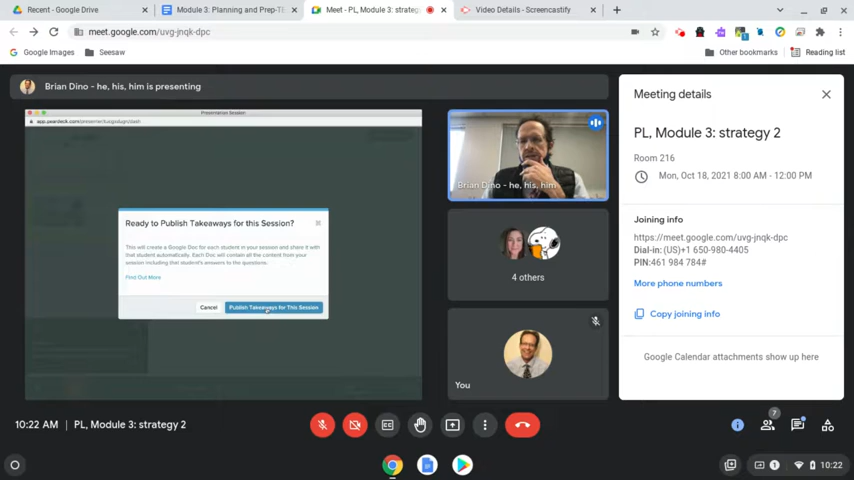 Recent - Google Drive
Module 3: Planning and Prep-TE
Meet - PL, Module 3: strateg
Video Details - Screencastify
meet.google.com/uvg-jnqk-dpc
Google Images
Seesaw
Other bookmarks
Reading list
Brian Dino - he, his, him is presenting
Presentation Session
Ready to Publish Takeaways for this Session?
This will create a Google Doc for each student in your session and share it with
that student automatically. Each Doc will contain all the content from your
session including that student's answers to the questions.
Find Out More
Cancel
Publish Takeaways for This Session
Brian Dino - he, his, him
4 others
You
Meeting details
PL, Module 3: strategy 2
Room 216
Mon, Oct 18, 2021 8:00 AM - 12:00 PM
Joining info
https://meet.google.com/uvg-jnqk-dpc
Dial-in: (US)+1 650-980-4405
PIN:461 984 784#
More phone numbers
Copy joining info
Google Calendar attachments show up here
10:22 AM | PL, Module 3: strategy 2
7
1
10:22